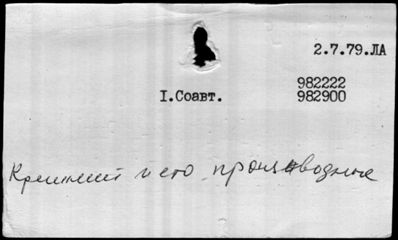 2.7.79.ЛА
982222
I.Соавт. 982900
Кремний и его производные